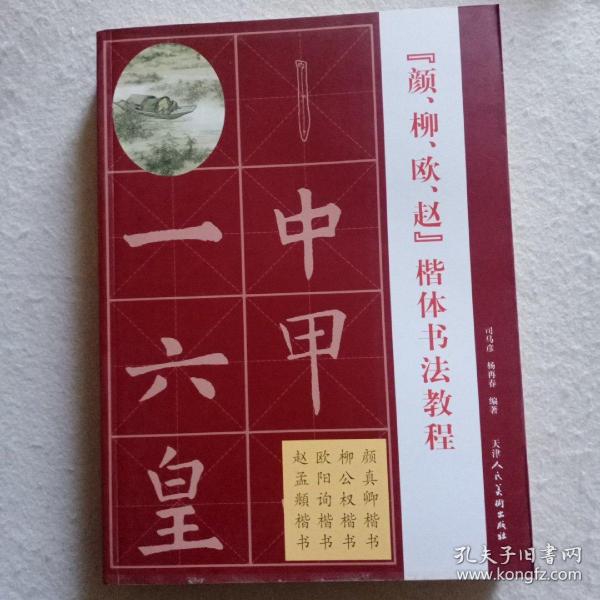 『颜、柳、欧、赵』楷体书法教程
司马彦 杨再春 编著
天津人民美术出版社
中
甲
一
六
皇
颜真卿楷书
柳公权楷书
欧阳询楷书
赵孟頫楷书
孔夫子旧书网
www.kongfz.com